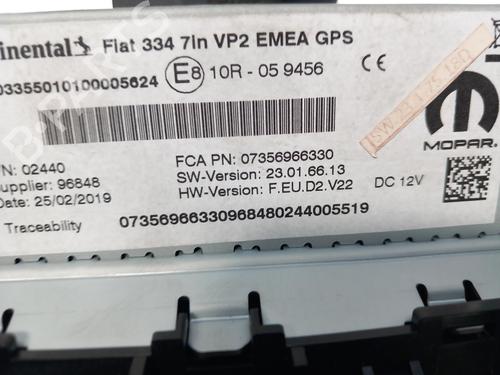 ntinental Fiat 334 7in VP2 EMEA GPS
03355010100005624 E8 10R - 05 9456 CE
/N: 02440 FCA PN: 07356966330
upplier: 96848 SW-Version: 23.01.66.13
Date: 25/02/2019 HW-Version: F.EU.D2.V22 DC 12V
Traceability 07356966330968480244005519
MOPAR
B-PARTS